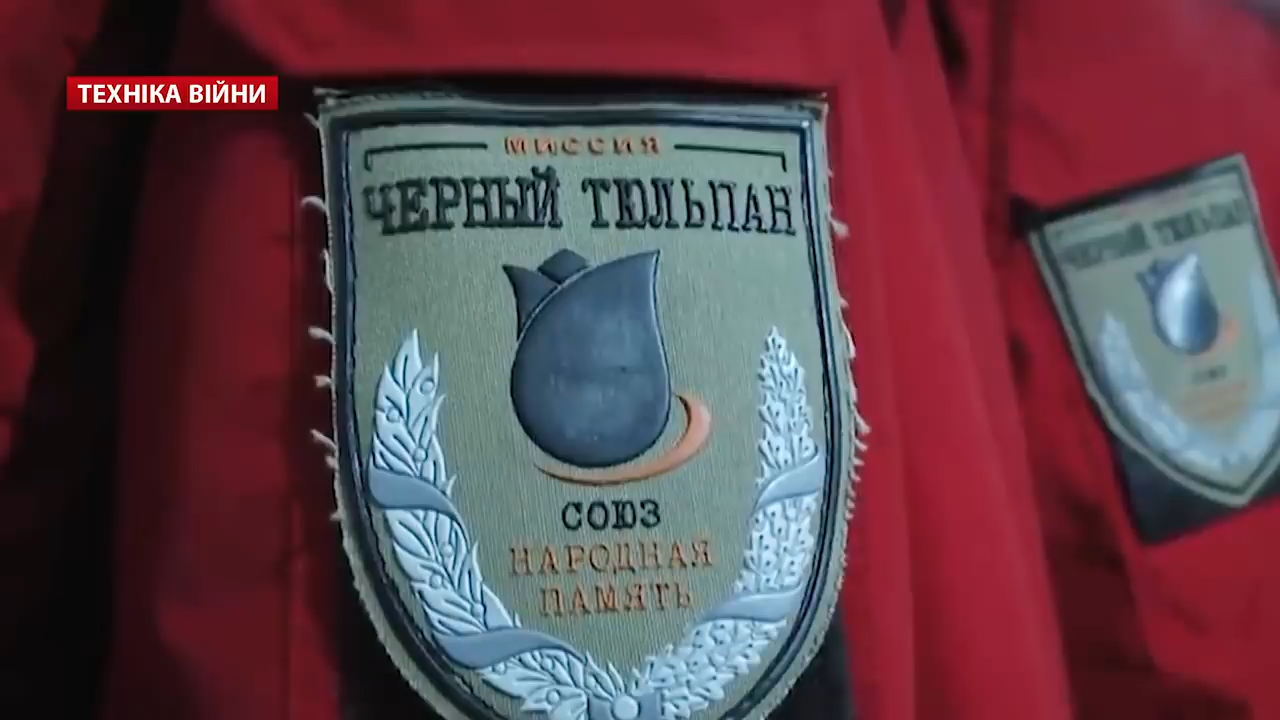 ТЕХНІКА ВІЙНИ
МИССИЯ
ЧЕРНЫЙ ТЮЛЬПАН
СОЮЗ
НАРОДНАЯ
ПАМЯТЬ
ЧЕРНЫЙ ТЮЛЬПАН